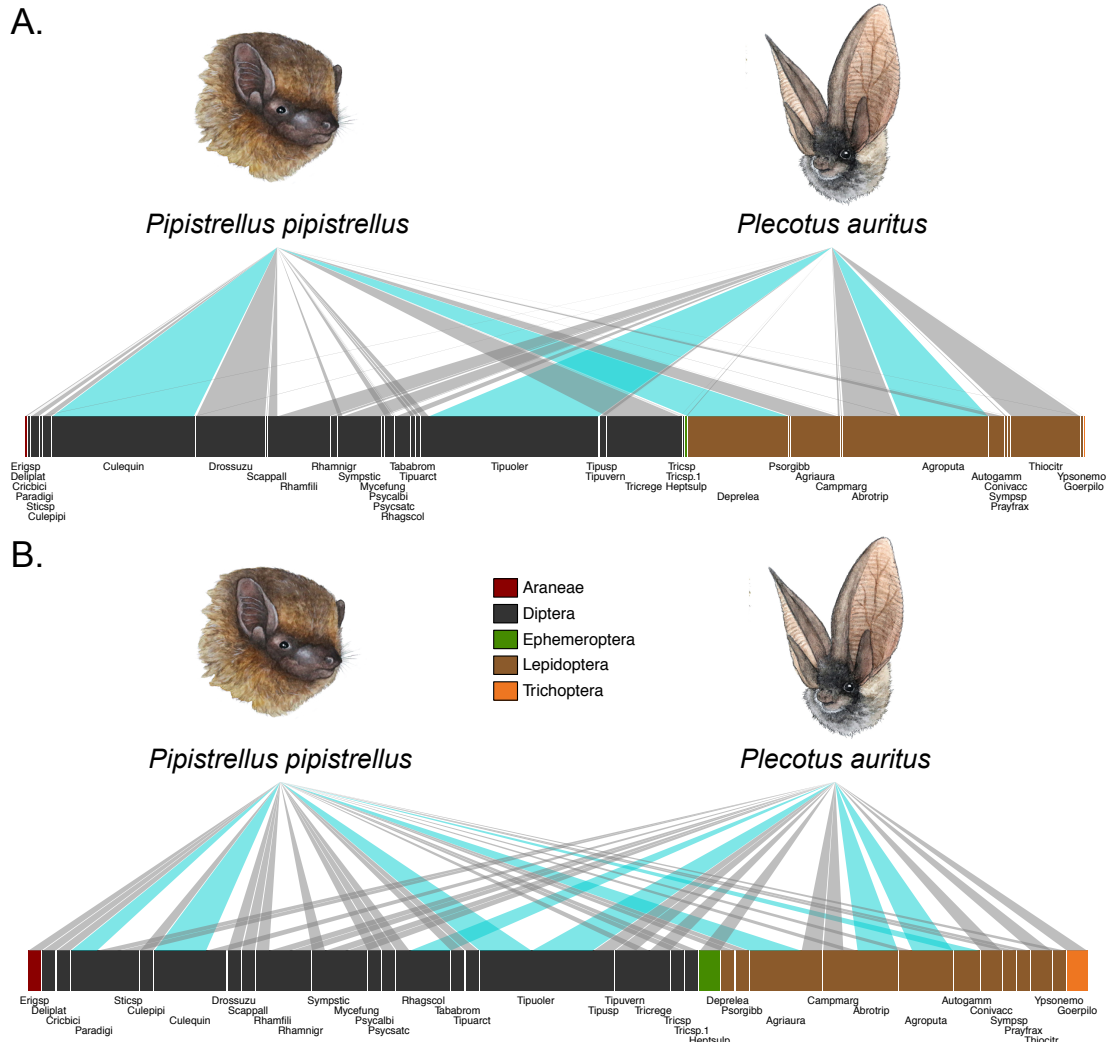 A.
Pipistrellus pipistrellus
Plecotus auritus
Erigsp
Culequin
Drossuzu
Rhamnigr
Tababrom
Tipuoler
Tipusp
Tricsp
Psorgibb
Agroputa
Thiocitr
Deliplat
Scappall
Sympstic
Tipuarct
Tipuvern
Tricsp.1
Agriaura
Autogamm
Ypsonemo
Cricbici
Rhamfili
Mycefung
Tricrege
Heptsulp
Campmarg
Conivacc
Goerpilo
Paradigi
Psycalbi
Deprelea
Abrotrip
Sympsp
Sticsp
Psycsatc
Prayfrax
Culepipi
Rhagscol
B.
Araneae
Diptera
Ephemeroptera
Lepidoptera
Trichoptera
Pipistrellus pipistrellus
Plecotus auritus
Erigsp
Sticsp
Drossuzu
Sympstic
Rhagscol
Tipuoler
Tipuvern
Deprelea
Campmarg
Autogamm
Ypsonemo
Deliplat
Culepipi
Scappall
Mycefung
Tababrom
Tipusp
Tricrege
Psorgibb
Abrotrip
Conivacc
Goerpilo
Cricbici
Culequin
Rhamfili
Psycalbi
Tipuarct
Tricsp
Agriaura
Agroputa
Sympsp
Paradigi
Rhamnigr
Psycsatc
Tricsp.1
Prayfrax
Heptsulp
Thiocitr